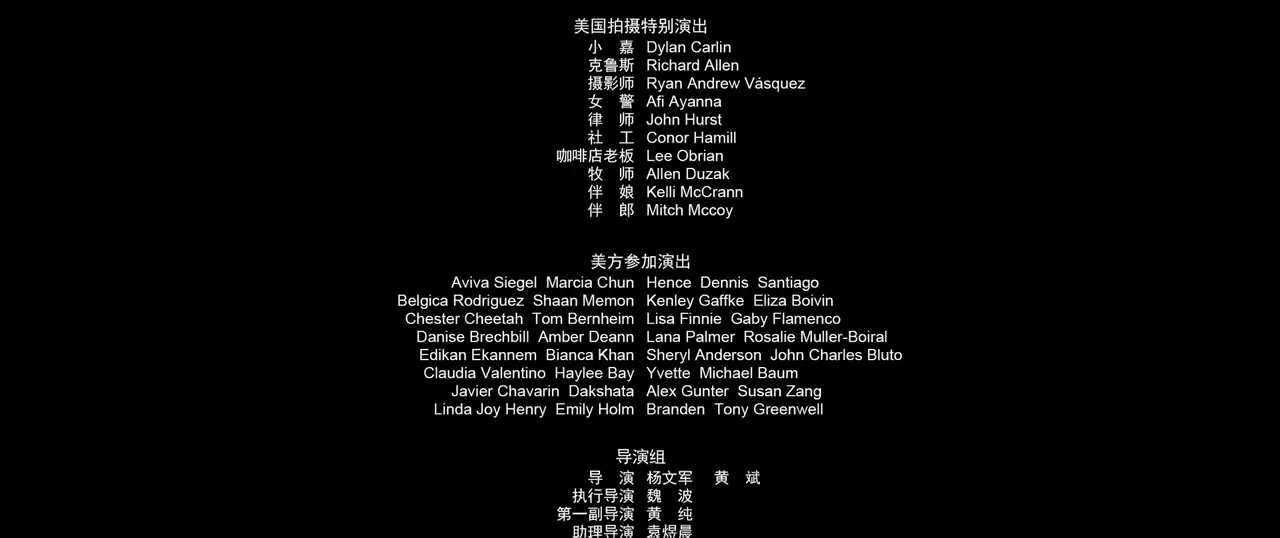 美国拍摄特别演出
小 嘉 Dylan Carlin
克鲁斯 Richard Allen
摄影师 Ryan Andrew Vásquez
女 警 Afi Ayanna
律 师 John Hurst
社 工 Conor Hamill
咖啡店老板 Lee Obrian
牧 师 Allen Duzak
伴 娘 Kelli McCrann
伴 郎 Mitch Mccoy
美方参加演出
Aviva Siegel Marcia Chun Hence Dennis Santiago
Belgica Rodriguez Shaan Memon Kenley Gaffke Eliza Boivin
Chester Cheetah Tom Bernheim Lisa Finnie Gaby Flamenco
Danise Brechbill Amber Deann Lana Palmer Rosalie Muller-Boiral
Edikan Ekannem Bianca Khan Sheryl Anderson John Charles Bluto
Claudia Valentino Haylee Bay Yvette Michael Baum
Javier Chavarin Dakshata Alex Gunter Susan Zang
Linda Joy Henry Emily Holm Branden Tony Greenwell
导演组
导 演 杨文军 黄 斌
执行导演 魏 波
第一副导演 黄 纯
助理导演 袁煜晨